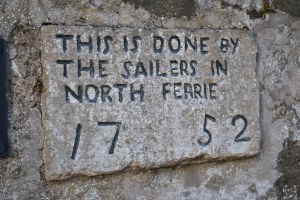 THIS IS DONE BY
THE SAILERS IN
NORTH FERRIE
17 52